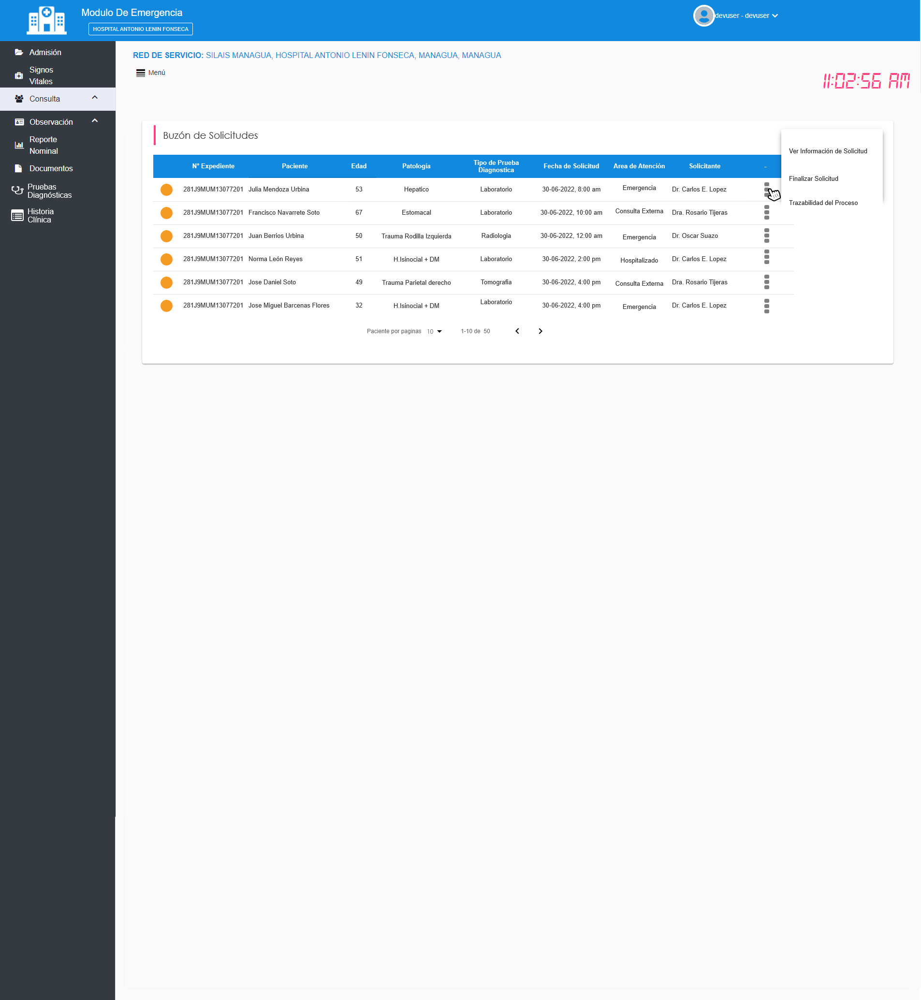 Modulo De Emergencia
HOSPITAL ANTONIO LENIN FONSECA
devuser - devuser
Admisión
Signos
Vitales
Consulta
Observación
Reporte
Nominal
Documentos
Pruebas
Diagnósticas
Historia
Clínica
RED DE SERVICIO: SILAIS MANAGUA, HOSPITAL ANTONIO LENIN FONSECA, MANAGUA, MANAGUA
Menú
11:02:56 AM
Buzón de Solicitudes
N° Expediente Paciente Edad Patología Tipo de Prueba Diagnostica Fecha de Solicitud Area de Atención Solicitante -
281J9MUM13077201 Julia Mendoza Urbina 53 Hepatico Laboratorio 30-06-2022, 8:00 am Emergencia Dr. Carlos E. Lopez
281J9MUM13077201 Francisco Navarrete Soto 67 Estomacal Laboratorio 30-06-2022, 10:00 am Consulta Externa Dra. Rosario Tijeras
281J9MUM13077201 Juan Berrios Urbina 50 Trauma Rodilla Izquierda Radiologia 30-06-2022, 12:00 am Emergencia Dr. Oscar Suazo
281J9MUM13077201 Norma León Reyes 51 H.Isinocial + DM Laboratorio 30-06-2022, 2:00 pm Hospitalizado Dr. Carlos E. Lopez
281J9MUM13077201 Jose Daniel Soto 49 Trauma Parietal derecho Tomografia 30-06-2022, 4:00 pm Consulta Externa Dra. Rosario Tijeras
281J9MUM13077201 Jose Miguel Barcenas Flores 32 H.Isinocial + DM Laboratorio 30-06-2022, 4:00 pm Emergencia Dr. Carlos E. Lopez
Ver Información de Solicitud
Finalizar Solicitud
Trazabilidad del Proceso
Paciente por paginas 10 1-10 de 50